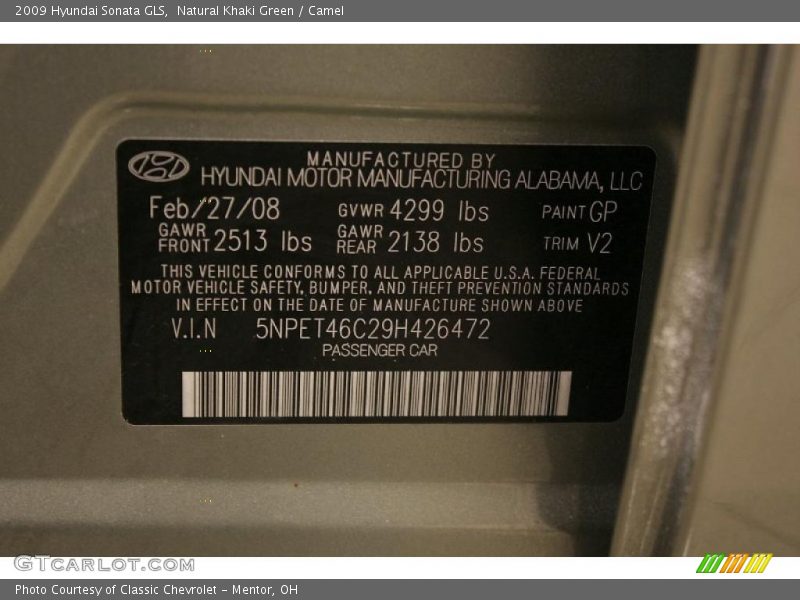 2009 Hyundai Sonata GLS,  Natural Khaki Green / Camel
MANUFACTURED BY
HYUNDAI MOTOR MANUFACTURING ALABAMA, LLC
Feb/27/08 GVWR 4299 lbs PAINT GP
GAWR FRONT 2513 lbs GAWR REAR 2138 lbs TRIM V2
THIS VEHICLE CONFORMS TO ALL APPLICABLE U.S.A. FEDERAL
MOTOR VEHICLE SAFETY, BUMPER, AND THEFT PREVENTION STANDARDS
IN EFFECT ON THE DATE OF MANUFACTURE SHOWN ABOVE
V.I.N 5NPET46C29H426472
PASSENGER CAR
GTCARLOT.COM
Photo Courtesy of Classic Chevrolet - Mentor, OH